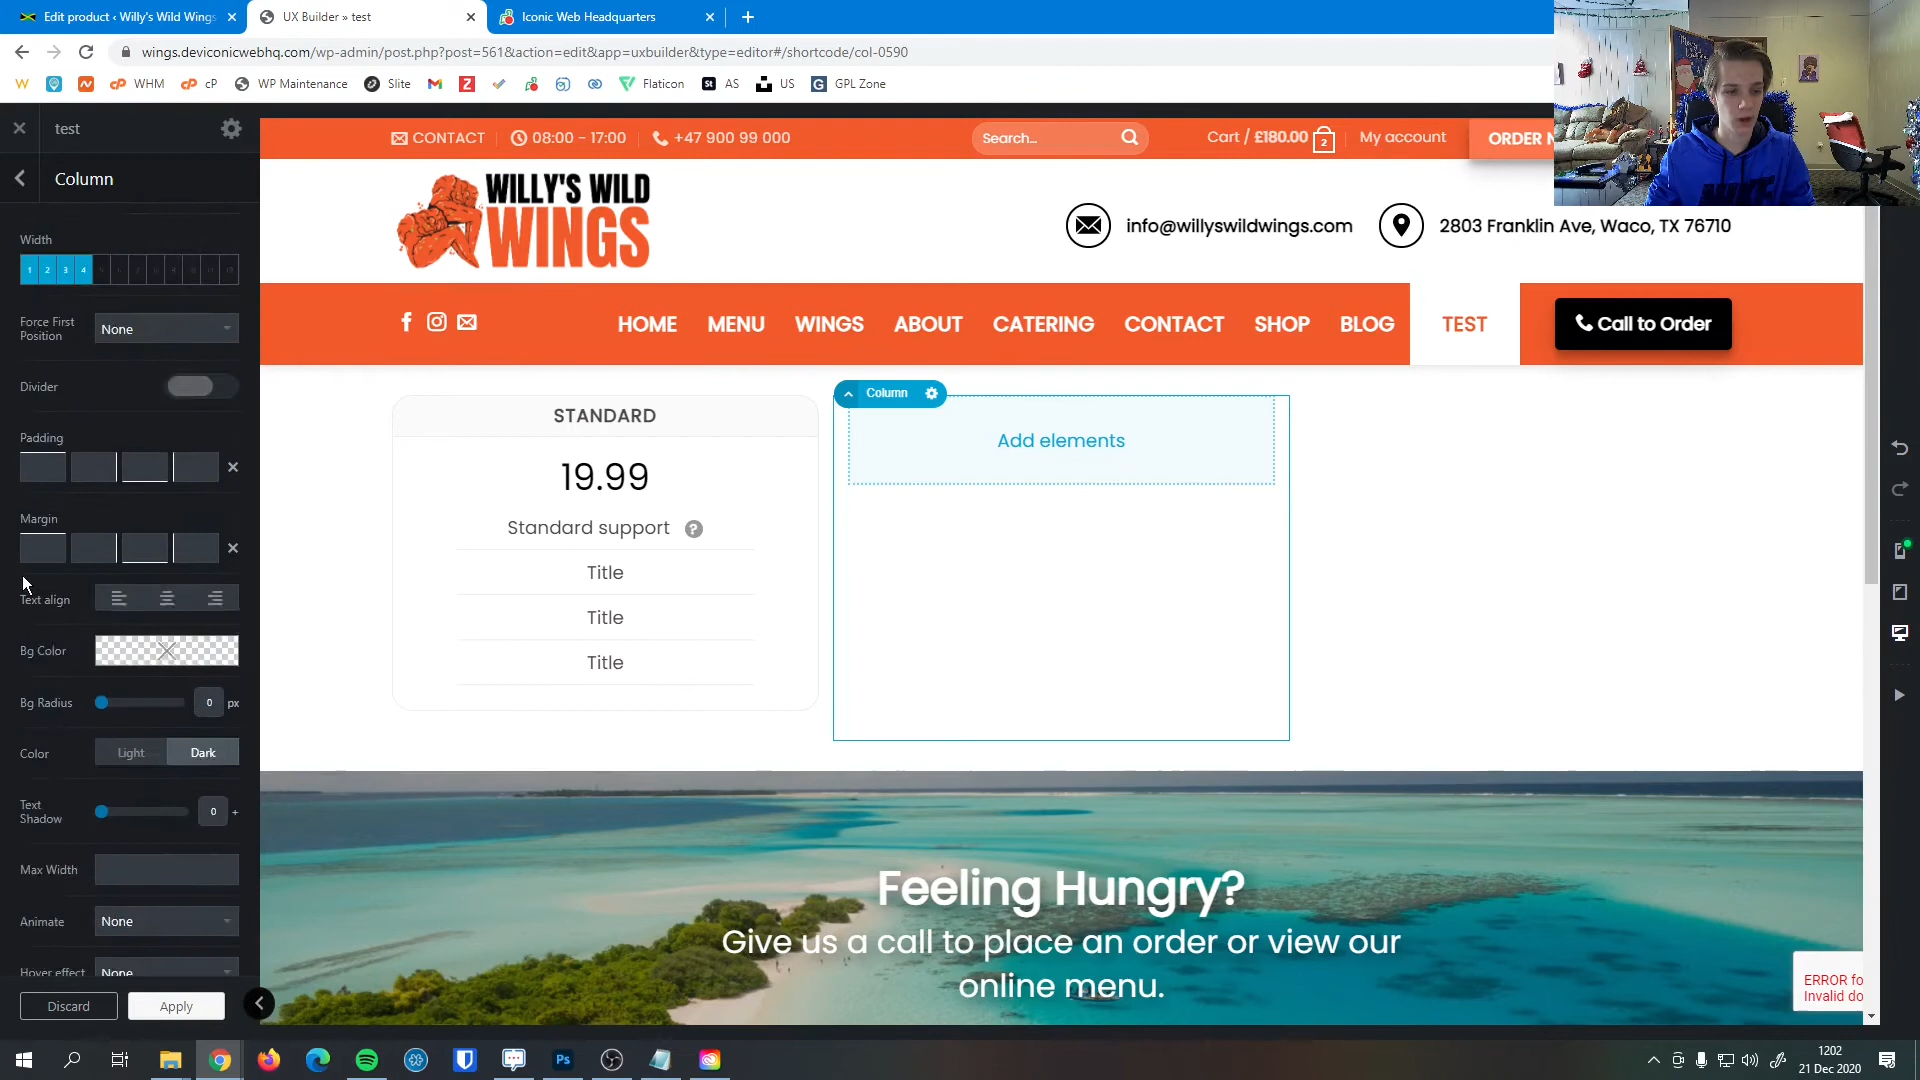 Edit product ‹ Willy's Wild Wings
UX Builder » test
Iconic Web Headquarters
wings.deviconicwebhq.com/wp-admin/post.php?post=561&action=edit&app=uxbuilder&type=editor#/shortcode/col-0590
WHM
cP
WP Maintenance
Slite
Flaticon
AS
US
GPL Zone
test
Column
Width
1 2 3 4
Force First Position
None
Divider
Padding
Margin
Text align
Bg Color
Bg Radius
0 px
Color
Light
Dark
Text Shadow
0 +
Max Width
Animate
None
Hover effect
None
Discard
Apply
CONTACT
08:00 - 17:00
+47 900 99 000
Search...
Cart / £180.00
2
My account
ORDER N
WILLY'S WILD
WINGS
info@willyswildwings.com
2803 Franklin Ave, Waco, TX 76710
HOME
MENU
WINGS
ABOUT
CATERING
CONTACT
SHOP
BLOG
TEST
Call to Order
STANDARD
19.99
Standard support ?
Title
Title
Title
Column
Add elements
Feeling Hungry?
Give us a call to place an order or view our
online menu.
ERROR fo
Invalid do
1202
21 Dec 2020